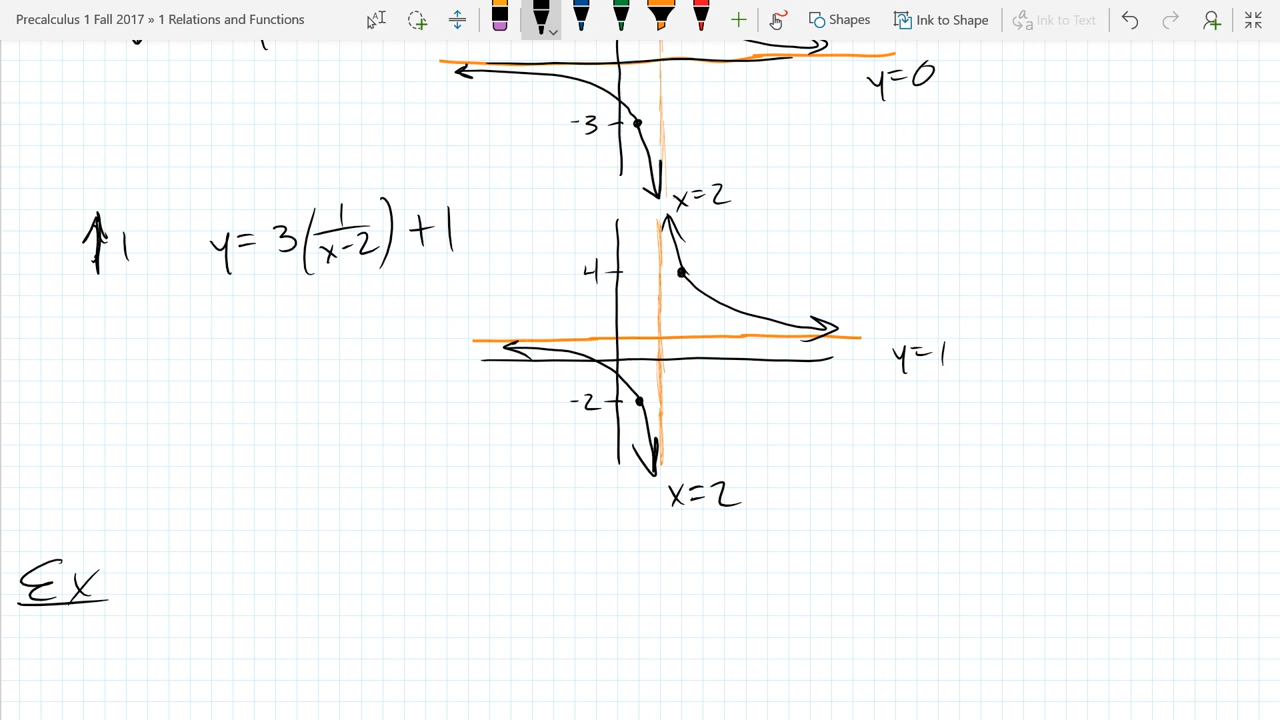 Precalculus 1 Fall 2017 » 1 Relations and Functions
Shapes
Ink to Shape
Ink to Text
y=0
-3
x=2
↑1 y=3(1/(x-2))+1
4
y=1
-2
x=2
Ex